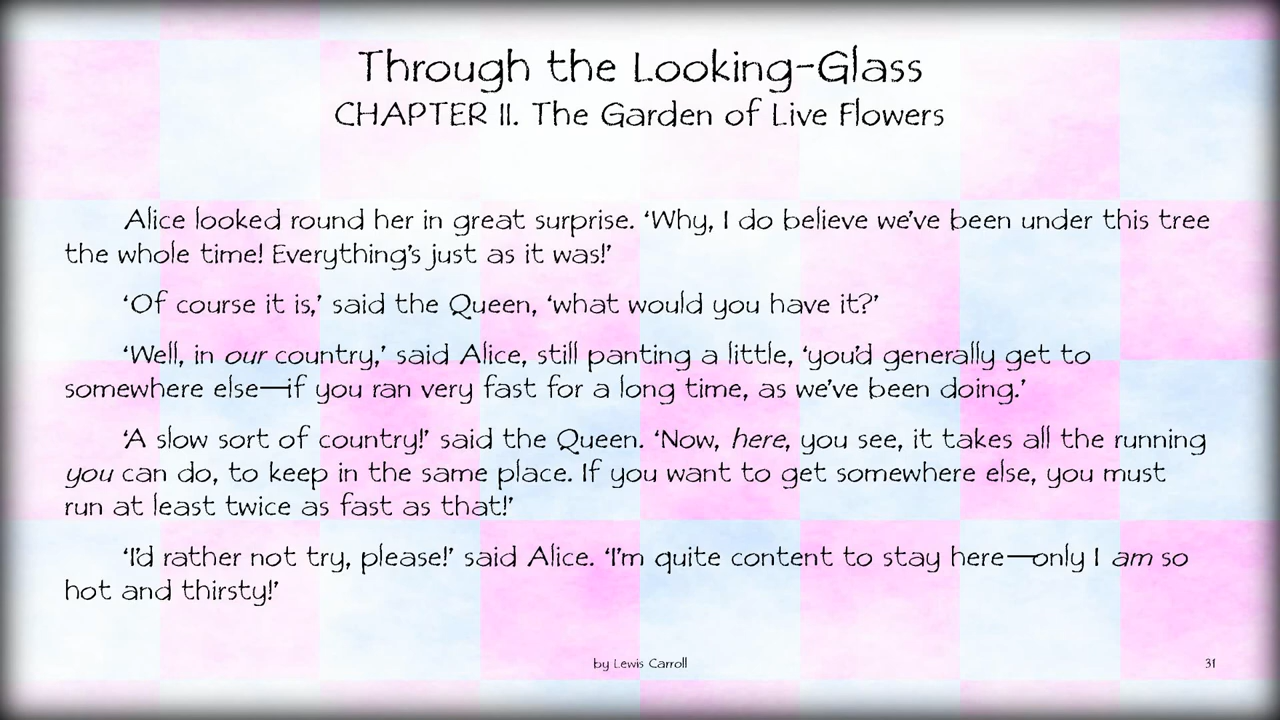 Through the Looking-Glass
CHAPTER II. The Garden of Live Flowers
Alice looked round her in great surprise. ‘Why, I do believe we’ve been under this tree
the whole time! Everything’s just as it was!’
‘Of course it is,’ said the Queen, ‘what would you have it?’
‘Well, in our country,’ said Alice, still panting a little, ‘you’d generally get to
somewhere else—if you ran very fast for a long time, as we’ve been doing.’
‘A slow sort of country!’ said the Queen. ‘Now, here, you see, it takes all the running
you can do, to keep in the same place. If you want to get somewhere else, you must
run at least twice as fast as that!’
‘I’d rather not try, please!’ said Alice. ‘I’m quite content to stay here—only I am so
hot and thirsty!’
by Lewis Carroll
31